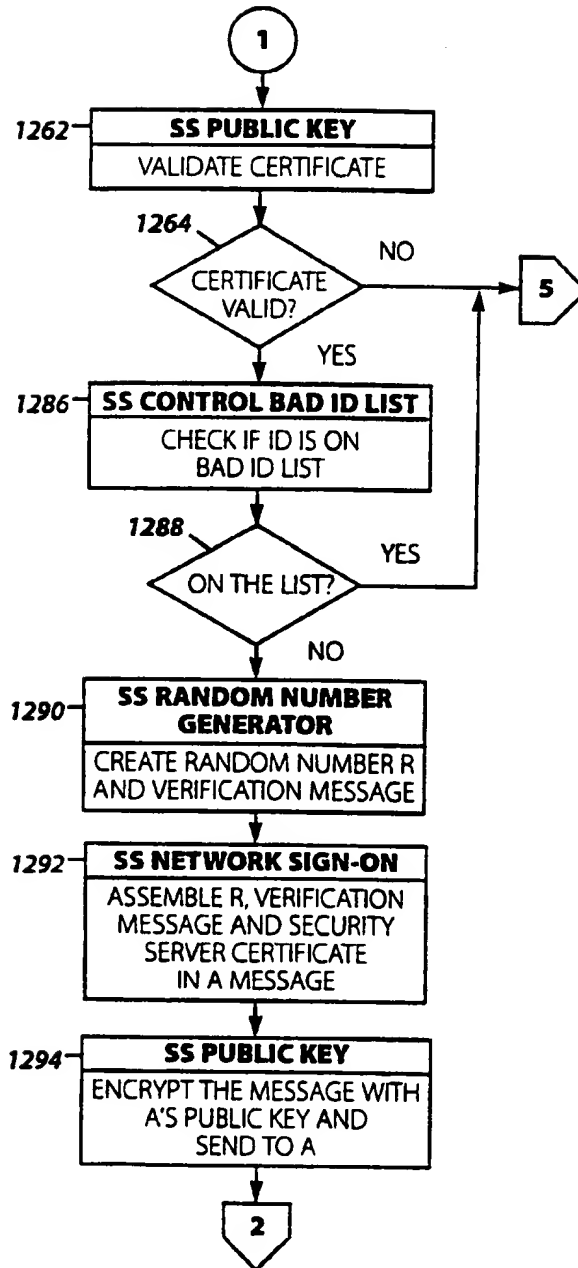 1
1262
SS PUBLIC KEY
VALIDATE CERTIFICATE
1264
NO
CERTIFICATE
VALID?
5
YES
1286
SS CONTROL BAD ID LIST
CHECK IF ID IS ON
BAD ID LIST
1288
YES
ON THE LIST?
NO
1290
SS RANDOM NUMBER
GENERATOR
CREATE RANDOM NUMBER R
AND VERIFICATION MESSAGE
1292
SS NETWORK SIGN-ON
ASSEMBLE R, VERIFICATION
MESSAGE AND SECURITY
SERVER CERTIFICATE
IN A MESSAGE
1294
SS PUBLIC KEY
ENCRYPT THE MESSAGE WITH
A'S PUBLIC KEY AND
SEND TO A
2